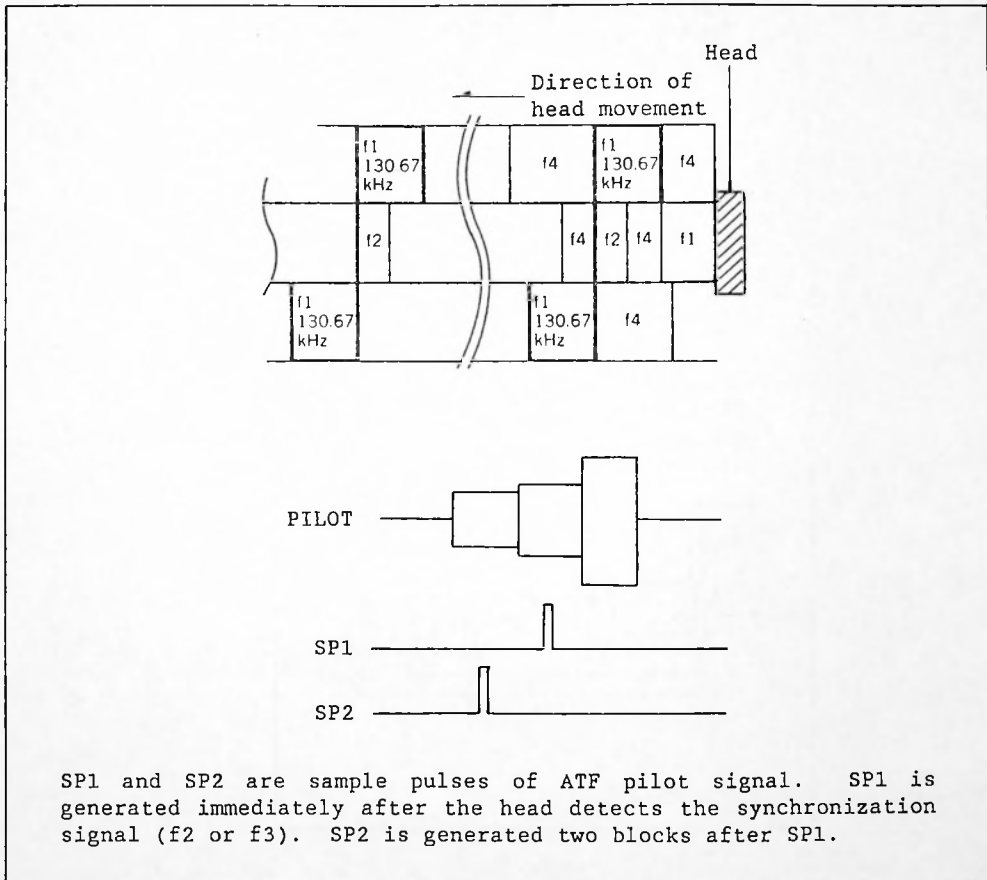 Head
Direction of
head movement
f1
130.67
kHz
f4
f1
130.67
kHz
f4
f2
f4
f2
f4
f1
f1
130.67
kHz
f1
130.67
kHz
f4
PILOT
SP1
SP2
SP1 and SP2 are sample pulses of ATF pilot signal. SP1 is
generated immediately after the head detects the synchronization
signal (f2 or f3). SP2 is generated two blocks after SP1.